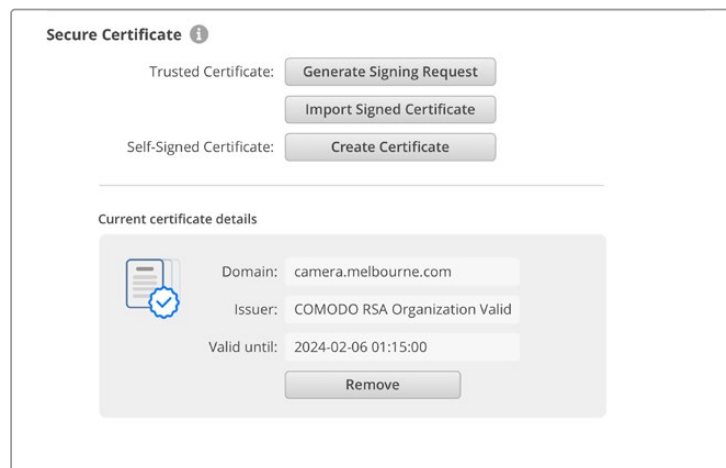 Secure Certificate
Trusted Certificate: Generate Signing Request
Import Signed Certificate
Self-Signed Certificate: Create Certificate
Current certificate details
Domain: camera.melbourne.com
Issuer: COMODO RSA Organization Valid
Valid until: 2024-02-06 01:15:00
Remove